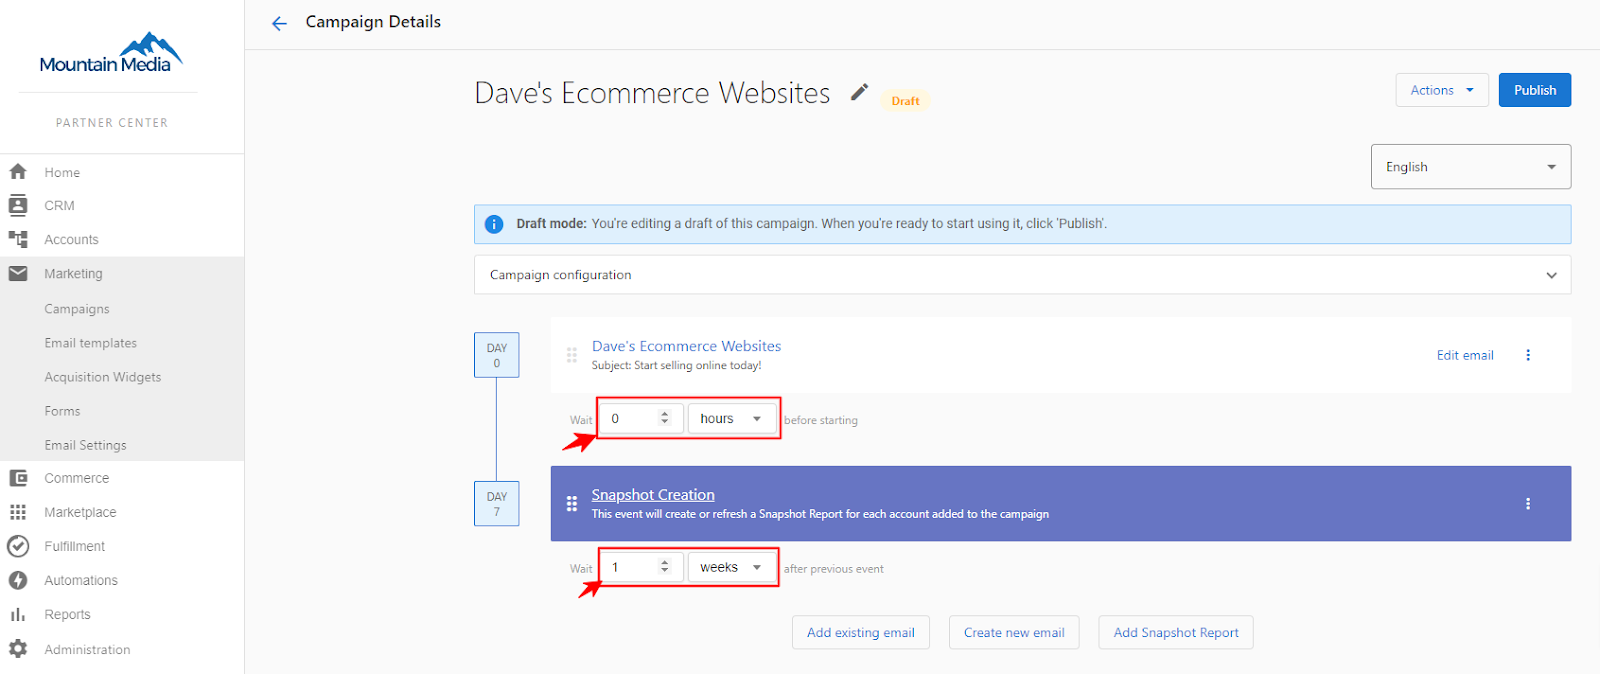 Mountain Media
PARTNER CENTER
Home
CRM
Accounts
Marketing
Campaigns
Email templates
Acquisition Widgets
Forms
Email Settings
Commerce
Marketplace
Fulfillment
Automations
Reports
Administration
Campaign Details
Dave's Ecommerce Websites
Draft
Actions
Publish
English
Draft mode: You're editing a draft of this campaign. When you're ready to start using it, click 'Publish'.
Campaign configuration
DAY
0
Dave's Ecommerce Websites
Subject: Start selling online today!
Edit email
Wait 0 hours before starting
DAY
7
Snapshot Creation
This event will create or refresh a Snapshot Report for each account added to the campaign
Wait 1 weeks after previous event
Add existing email
Create new email
Add Snapshot Report